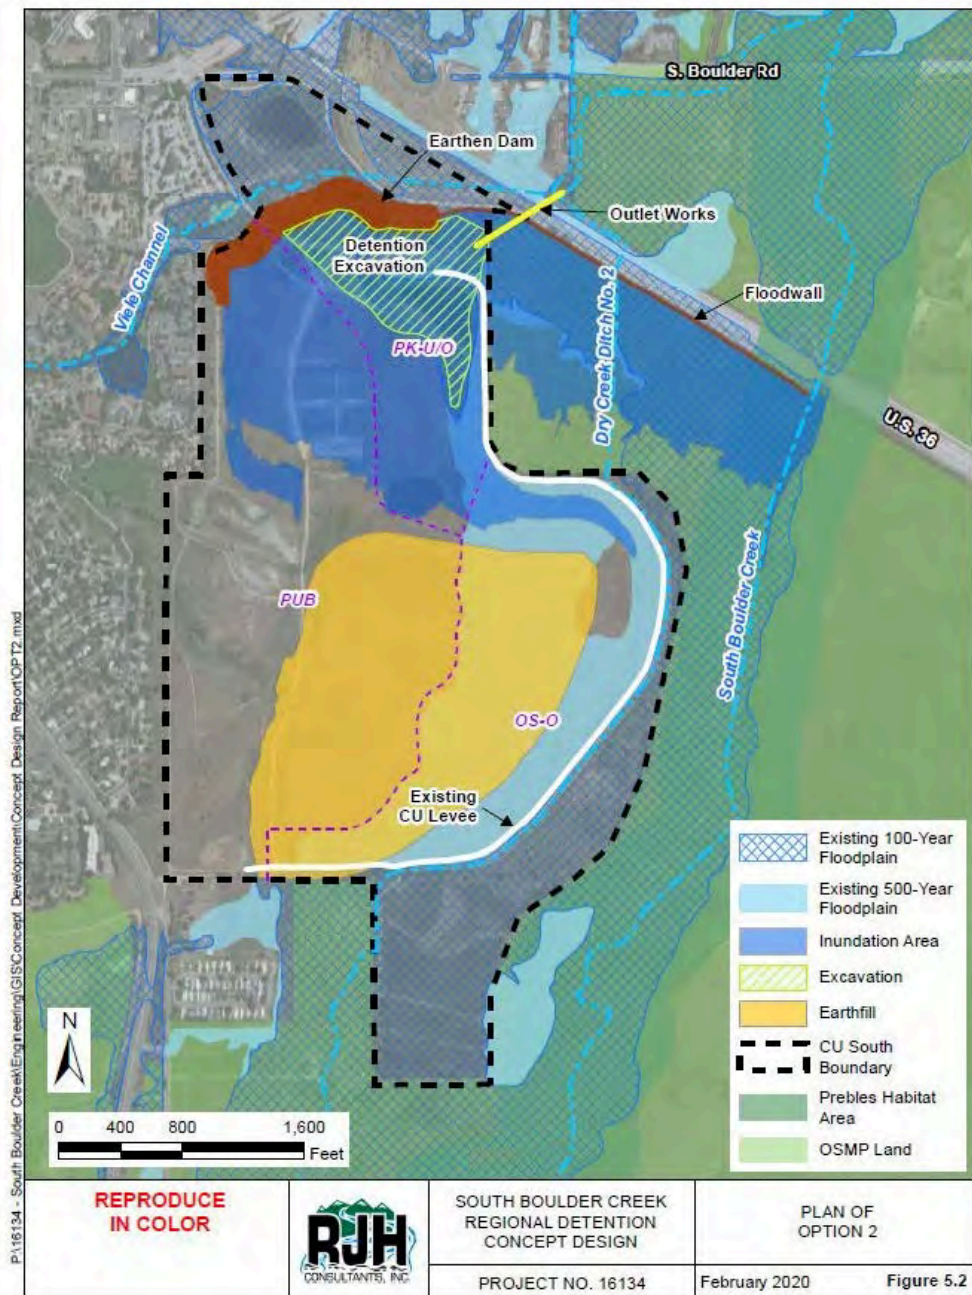 S. Boulder Rd
Earthen Dam
Outlet Works
Detention
Excavation
Viele Channel
Dry Creek Ditch No. 2
Floodwall
PK-U/O
U.S. 36
South Boulder Creek
PUB
OS-O
Existing
CU Levee
Existing 100-Year
Floodplain
Existing 500-Year
Floodplain
Inundation Area
Excavation
Earthfill
CU South
Boundary
Prebles Habitat
Area
OSMP Land
N
0 400 800 1,600
Feet
P:\16134 - South Boulder Creek\Engineering\GIS\Concept Development\Concept Design Report\OPT2.mxd
REPRODUCE
IN COLOR
RJH
CONSULTANTS, INC.
SOUTH BOULDER CREEK
REGIONAL DETENTION
CONCEPT DESIGN
PROJECT NO. 16134
PLAN OF
OPTION 2
February 2020
Figure 5.2